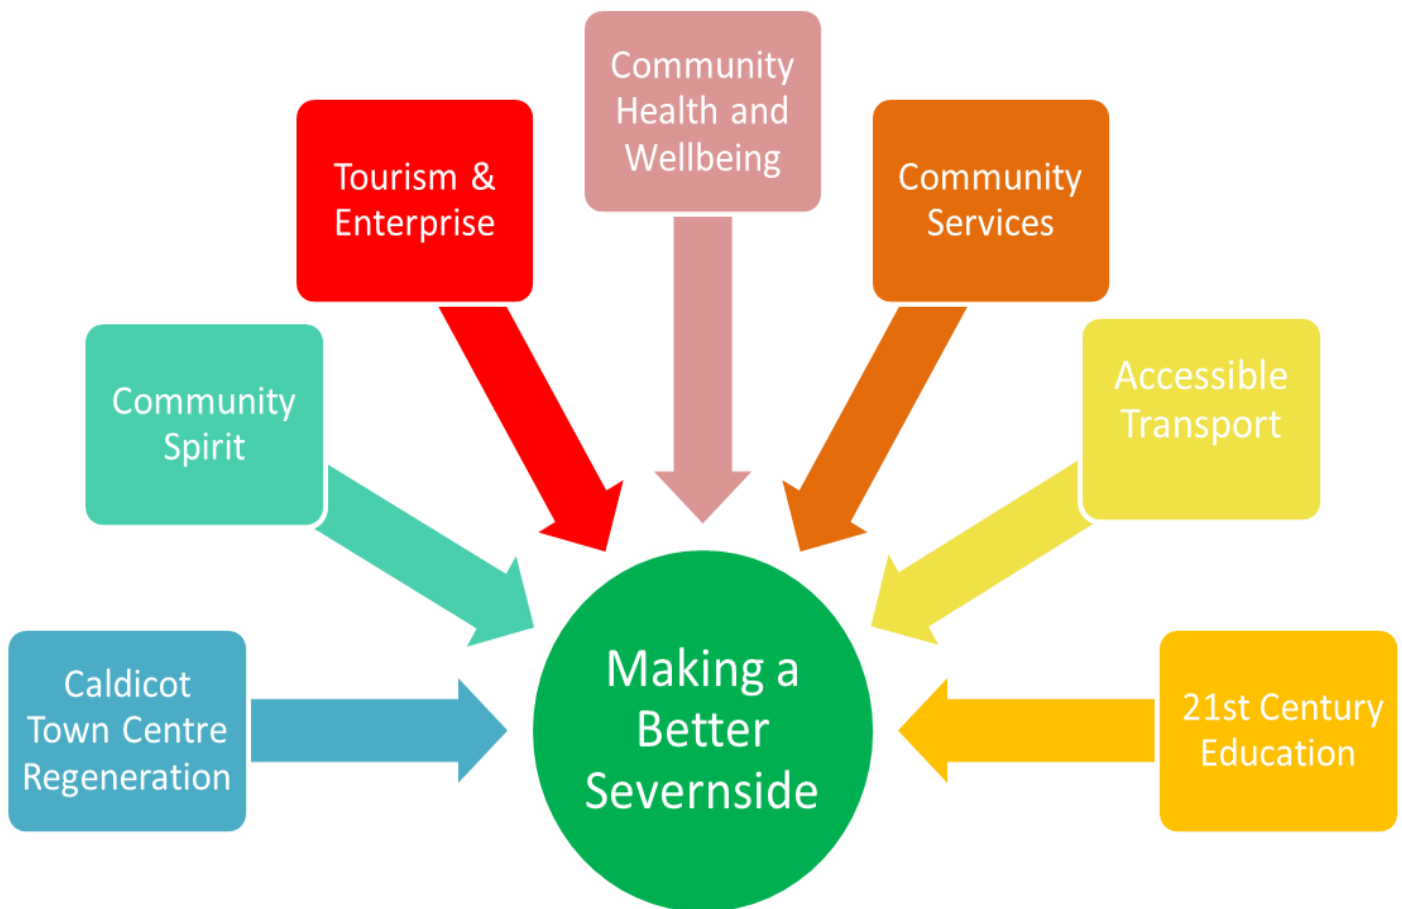 Community
Health and
Wellbeing
Tourism &
Enterprise
Community
Services
Community
Spirit
Accessible
Transport
Caldicot
Town Centre
Regeneration
Making a
Better
Severnside
21st Century
Education